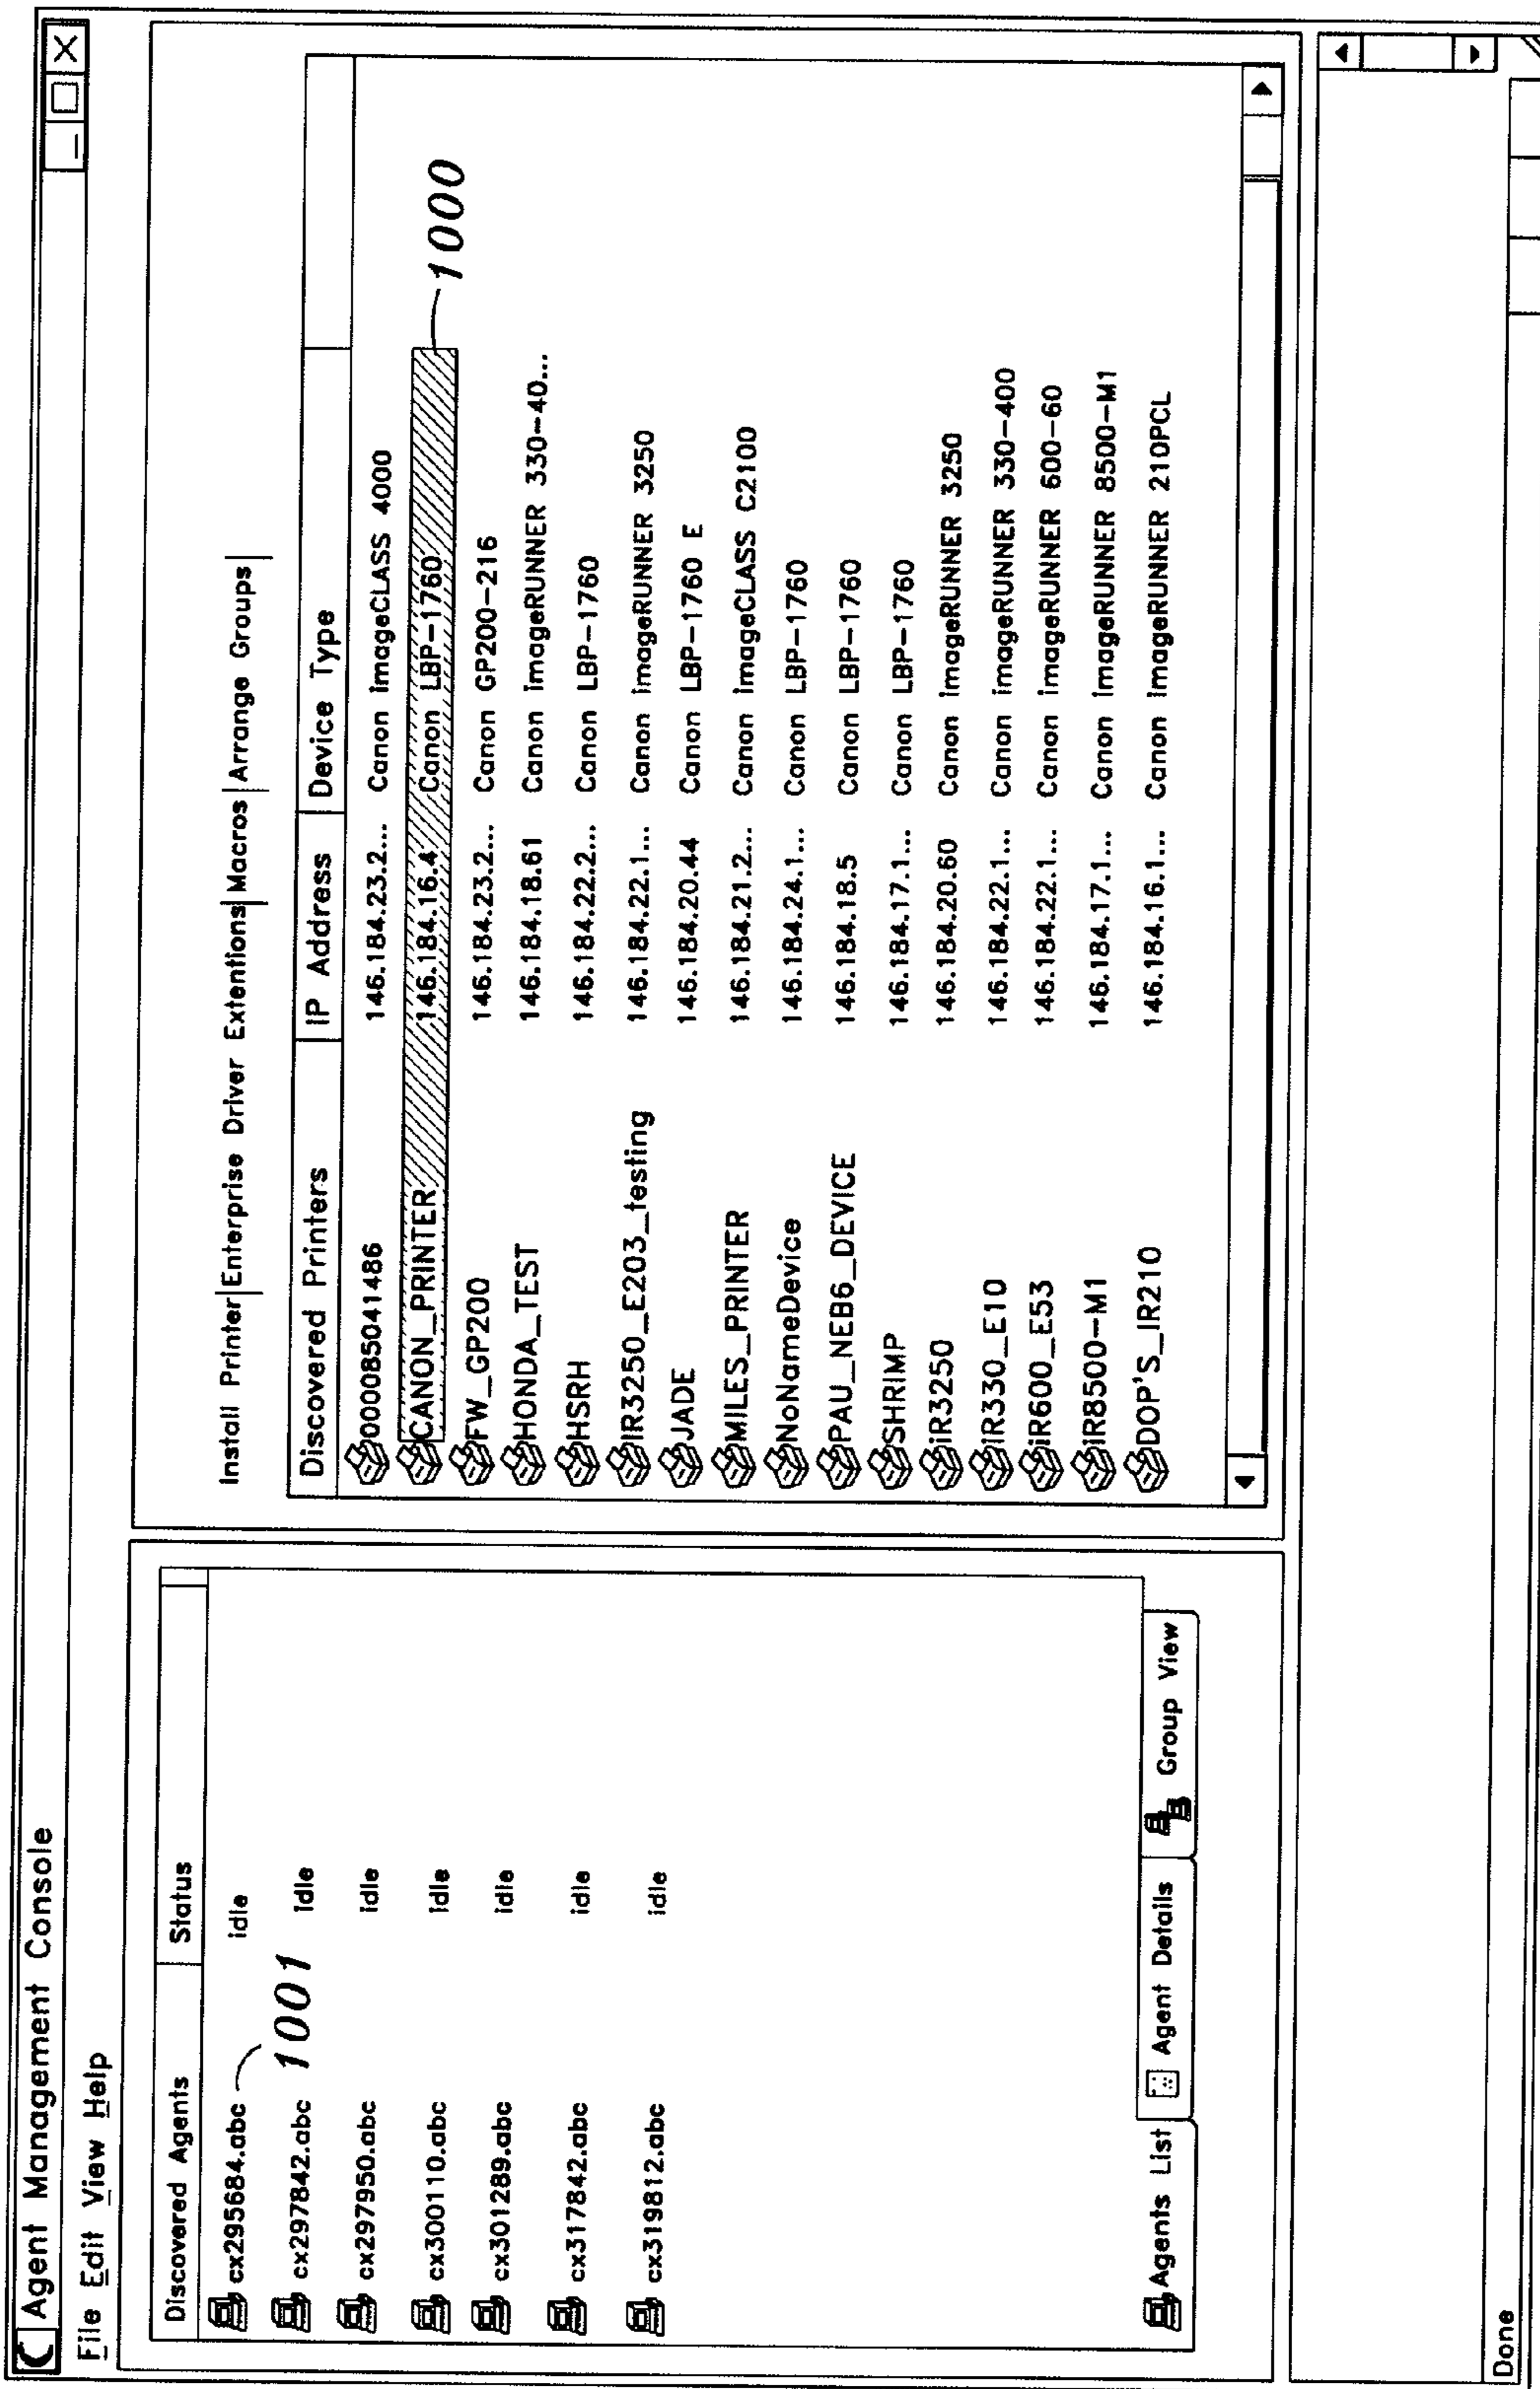 Agent Management Console
File Edit View Help
Discovered Agents Status
cx295684.abc idle
1001
cx297842.abc idle
cx297950.abc idle
cx300110.abc idle
cx301289.abc idle
cx317842.abc idle
cx319812.abc idle
Agents List Agent Details Group View
Install Printer Enterprise Driver Extentions Macros Arrange Groups
Discovered Printers IP Address Device Type
000085041486 146.184.23.2... Canon imageCLASS 4000
CANON_PRINTER 146.184.16.4 Canon LBP-1760
1000
FW_GP200 146.184.23.2... Canon GP200-216
HONDA_TEST 146.184.18.61 Canon imageRUNNER 330-40...
HSRH 146.184.22.2... Canon LBP-1760
IR3250_E203_testing 146.184.22.1... Canon imageRUNNER 3250
JADE 146.184.20.44 Canon LBP-1760 E
MILES_PRINTER 146.184.21.2... Canon imageCLASS C2100
NoNameDevice 146.184.24.1... Canon LBP-1760
PAU_NEB6_DEVICE 146.184.18.5 Canon LBP-1760
SHRIMP 146.184.17.1... Canon LBP-1760
iR3250 146.184.20.60 Canon imageRUNNER 3250
iR330_E10 146.184.22.1... Canon imageRUNNER 330-400
iR600_E53 146.184.22.1... Canon imageRUNNER 600-60
iR8500-M1 146.184.17.1... Canon imageRUNNER 8500-M1
DOP'S_IR210 146.184.16.1... Canon imageRUNNER 210PCL
Done